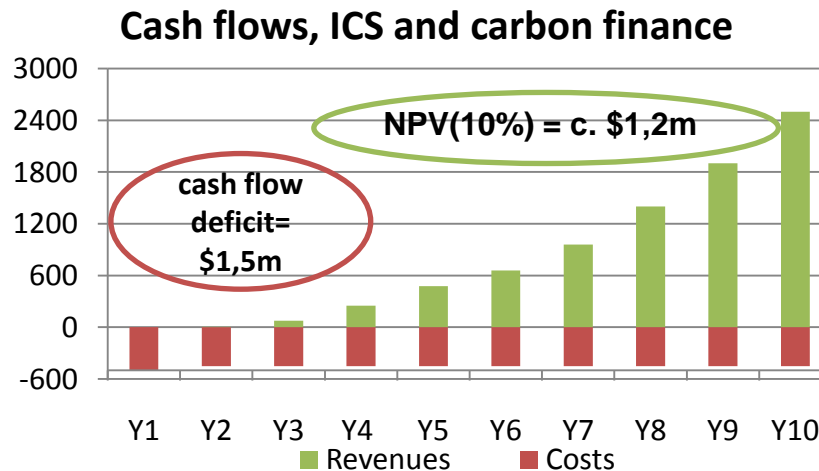 Cash flows, ICS and carbon finance
3000
2400
1800
1200
600
0
-600
NPV(10%) = c. $1,2m
cash flow
deficit=
$1,5m
Y1 Y2 Y3 Y4 Y5 Y6 Y7 Y8 Y9 Y10
Revenues Costs